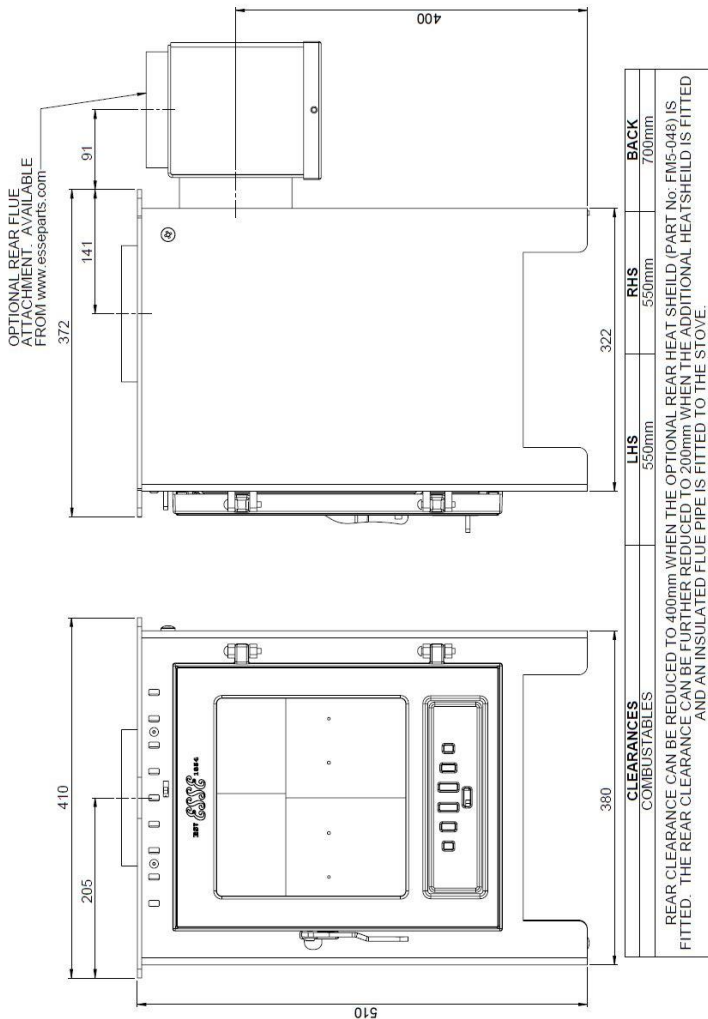 OPTIONAL REAR FLUE
ATTACHMENT. AVAILABLE
FROM www.esseparts.com
372
141
91
400
322
410
205
EST ESSE 1854
510
380
CLEARANCES LHS RHS BACK
COMBUSTABLES 550mm 550mm 700mm
REAR CLEARANCE CAN BE REDUCED TO 400mm WHEN THE OPTIONAL REAR HEAT SHEILD (PART No: FM5-048) IS
FITTED. THE REAR CLEARANCE CAN BE FURTHER REDUCED TO 200mm WHEN THE ADDITIONAL HEATSHEILD IS FITTED
AND AN INSULATED FLUE PIPE IS FITTED TO THE STOVE.